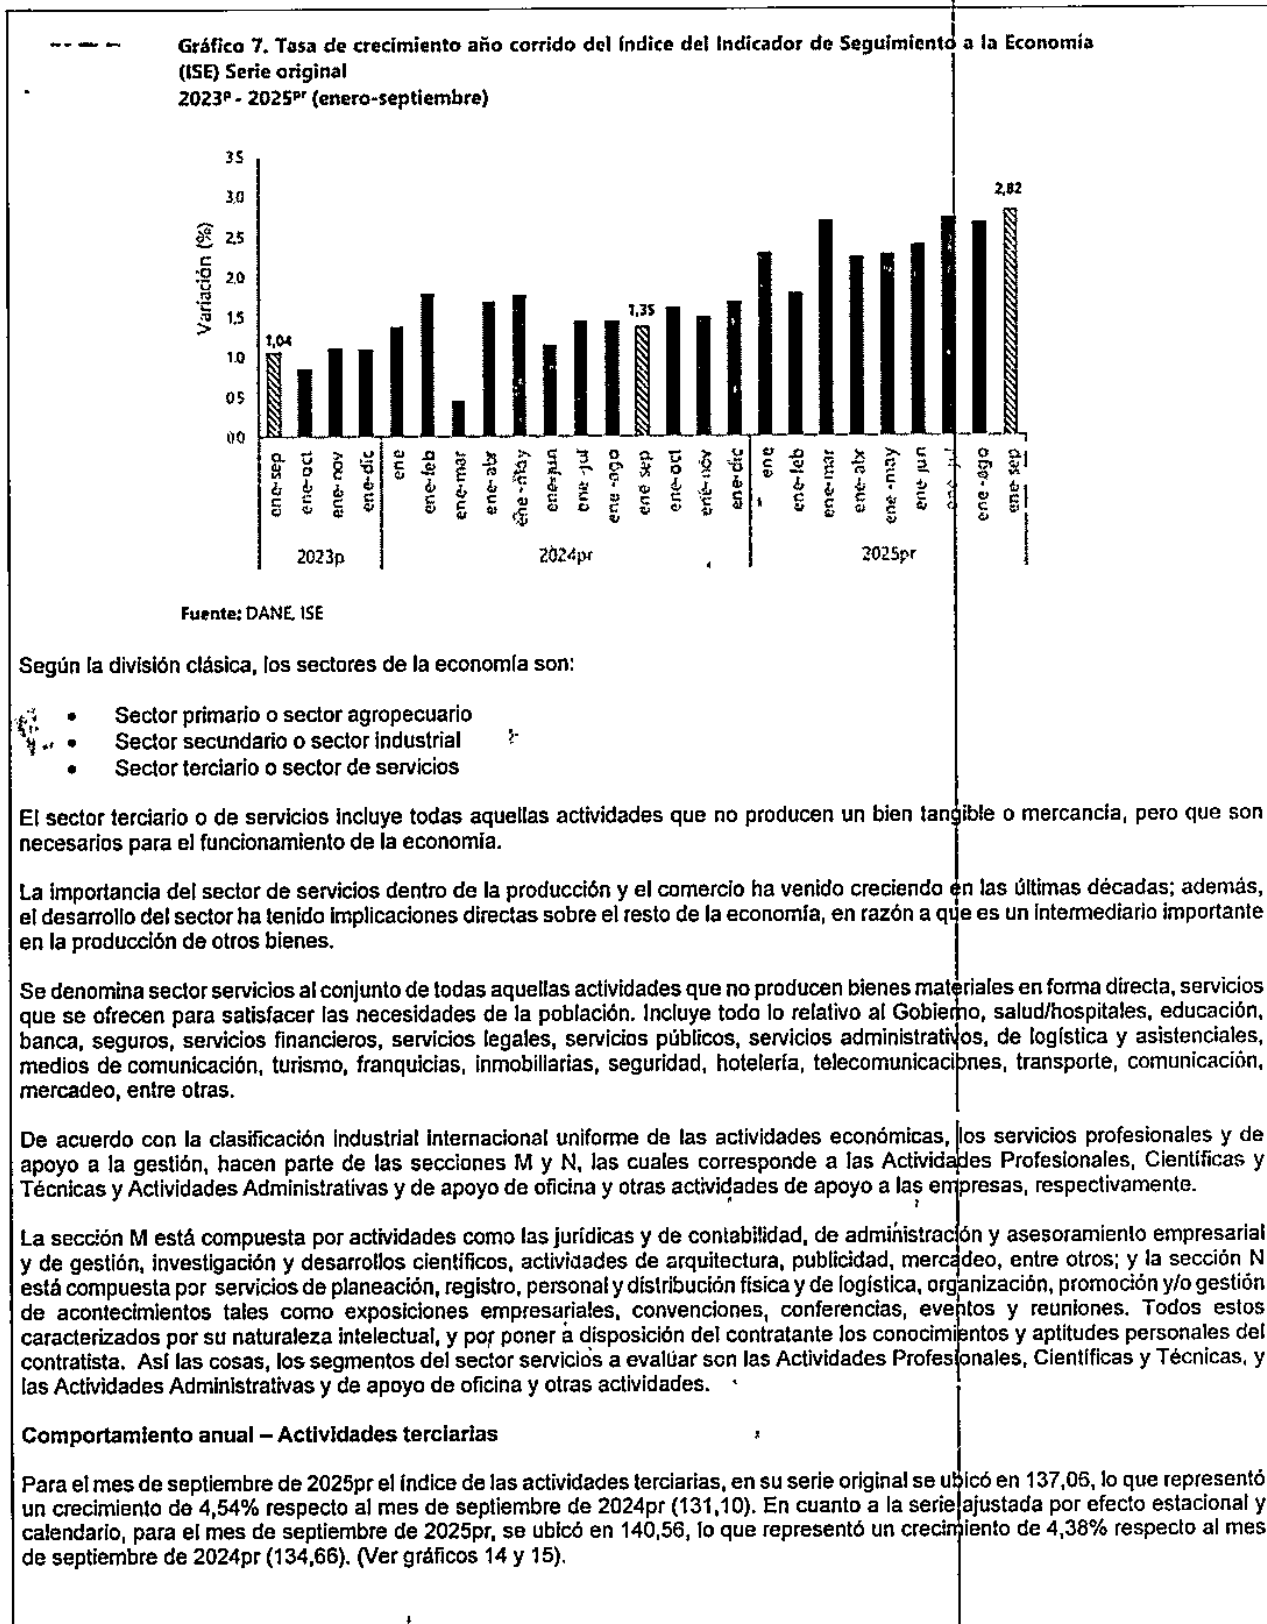 Gráfico 7. Tasa de crecimiento año corrido del índice del Indicador de Seguimiento a la Economía
(ISE) Serie original
2023ᵖ - 2025ᵖʳ (enero-septiembre)
Variación (%)
3,5
3,0
2,5
2,0
1,5
1,0
0,5
0,0
1,04
1,35
2,82
ene-sep
ene-oct
ene-nov
ene-dic
ene
ene-feb
ene-mar
ene-abr
ene-may
ene-jun
ene-jul
ene-ago
ene-sep
ene-oct
ene-nov
ene-dic
ene
ene-feb
ene-mar
ene-abr
ene-may
ene-jun
ene-ago
ene-sep
2023p
2024pr
2025pr
Fuente: DANE, ISE
Según la división clásica, los sectores de la economía son:
• Sector primario o sector agropecuario
• Sector secundario o sector industrial
• Sector terciario o sector de servicios
El sector terciario o de servicios incluye todas aquellas actividades que no producen un bien tangible o mercancía, pero que son
necesarios para el funcionamiento de la economía.
La importancia del sector de servicios dentro de la producción y el comercio ha venido creciendo en las últimas décadas; además,
el desarrollo del sector ha tenido implicaciones directas sobre el resto de la economía, en razón a que es un intermediario importante
en la producción de otros bienes.
Se denomina sector servicios al conjunto de todas aquellas actividades que no producen bienes materiales en forma directa, servicios
que se ofrecen para satisfacer las necesidades de la población. Incluye todo lo relativo al Gobierno, salud/hospitales, educación,
banca, seguros, servicios financieros, servicios legales, servicios públicos, servicios administrativos, de logística y asistenciales,
medios de comunicación, turismo, franquicias, inmobiliarias, seguridad, hotelería, telecomunicaciones, transporte, comunicación,
mercadeo, entre otras.
De acuerdo con la clasificación industrial internacional uniforme de las actividades económicas, los servicios profesionales y de
apoyo a la gestión, hacen parte de las secciones M y N, las cuales corresponde a las Actividades Profesionales, Científicas y
Técnicas y Actividades Administrativas y de apoyo de oficina y otras actividades de apoyo a las empresas, respectivamente.
La sección M está compuesta por actividades como las jurídicas y de contabilidad, de administración y asesoramiento empresarial
y de gestión, investigación y desarrollos científicos, actividades de arquitectura, publicidad, mercadeo, entre otros; y la sección N
está compuesta por servicios de planeación, registro, personal y distribución física y de logística, organización, promoción y/o gestión
de acontecimientos tales como exposiciones empresariales, convenciones, conferencias, eventos y reuniones. Todos estos
caracterizados por su naturaleza intelectual, y por poner a disposición del contratante los conocimientos y aptitudes personales del
contratista. Así las cosas, los segmentos del sector servicios a evaluar son las Actividades Profesionales, Científicas y Técnicas, y
las Actividades Administrativas y de apoyo de oficina y otras actividades.
Comportamiento anual – Actividades terciarias
Para el mes de septiembre de 2025pr el índice de las actividades terciarias, en su serie original se ubicó en 137,06, lo que representó
un crecimiento de 4,54% respecto al mes de septiembre de 2024pr (131,10). En cuanto a la serie ajustada por efecto estacional y
calendario, para el mes de septiembre de 2025pr, se ubicó en 140,56, lo que representó un crecimiento de 4,38% respecto al mes
de septiembre de 2024pr (134,66). (Ver gráficos 14 y 15).